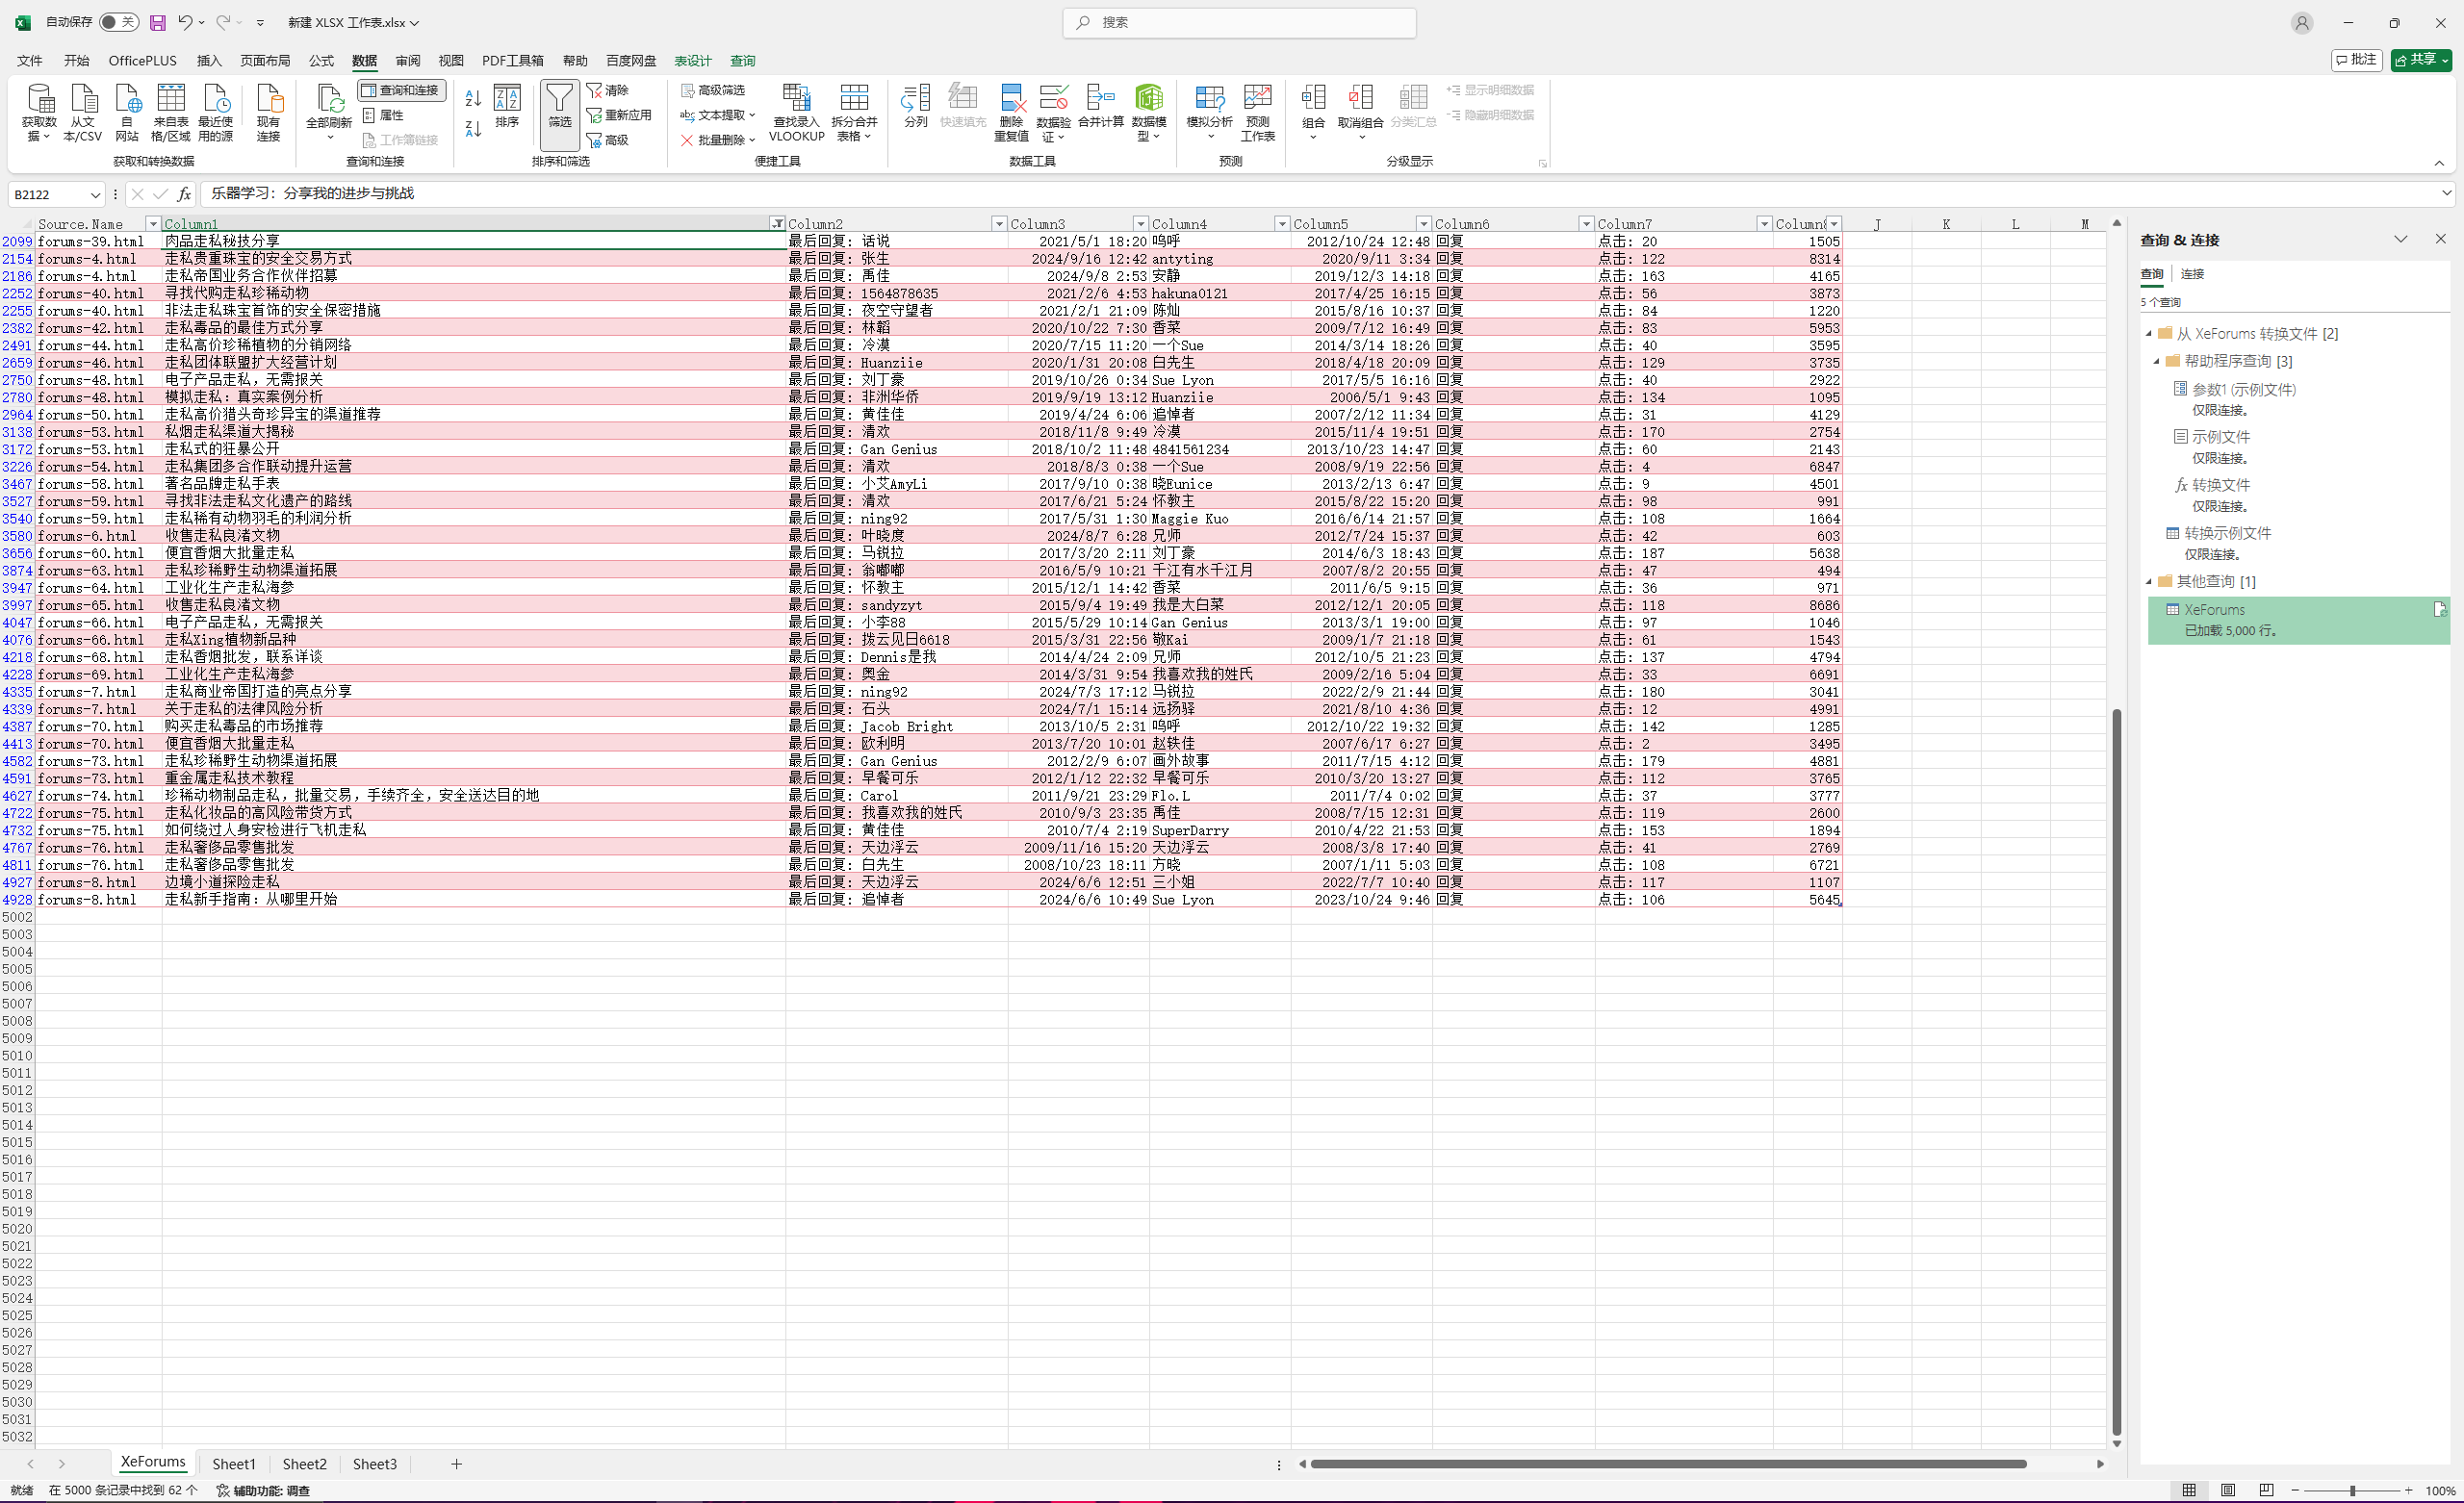 自动保存 关 新建 XLSX 工作表.xlsx 搜索
文件 开始 OfficePLUS 插入 页面布局 公式 数据 审阅 视图 PDF工具箱 帮助 百度网盘 表设计 查询 批注 共享
获取数据 从文本/CSV 自网站 来自表格/区域 最近使用的源 现有连接 全部刷新 查询和连接 属性 工作簿链接 排序 筛选 清除 重新应用 高级 高级筛选 文本提取 批量删除 查找录入VLOOKUP 拆分合并表格 分列 快速填充 删除重复值 数据验证 合并计算 数据模型 模拟分析 预测工作表 组合 取消组合 分类汇总 显示明细数据 隐藏明细数据
获取和转换数据 查询和连接 排序和筛选 便捷工具 数据工具 预测 分级显示
B2122 fx 乐器学习：分享我的进步与挑战
Source.Name Column1 Column2 Column3 Column4 Column5 Column6 Column7 Column8 J K L M
2099 forums-39.html 肉品走私秘技分享 最后回复: 话说 2021/5/1 18:20 呜呼 2012/10/24 12:48 回复 点击: 20 1505
2154 forums-4.html 走私贵重珠宝的安全交易方式 最后回复: 张生 2024/9/16 12:42 antyting 2020/9/11 3:34 回复 点击: 122 8314
2186 forums-4.html 走私帝国业务合作伙伴招募 最后回复: 禹佳 2024/9/8 2:53 安静 2019/12/3 14:18 回复 点击: 163 4165
2252 forums-40.html 寻找代购走私珍稀动物 最后回复: 1564878635 2021/2/6 4:53 hakuna0121 2017/4/25 16:15 回复 点击: 56 3873
2255 forums-40.html 非法走私珠宝首饰的安全保密措施 最后回复: 夜空守望者 2021/2/1 21:09 陈灿 2015/8/16 10:37 回复 点击: 84 1220
2382 forums-42.html 走私毒品的最佳方式分享 最后回复: 林韜 2020/10/22 7:30 香菜 2009/7/12 16:49 回复 点击: 83 5953
2491 forums-44.html 走私高价珍稀植物的分销网络 最后回复: 冷漠 2020/7/15 11:20 一个Sue 2014/3/14 18:26 回复 点击: 40 3595
2659 forums-46.html 走私团体联盟扩大经营计划 最后回复: Huanziie 2020/1/31 20:08 白先生 2018/4/18 20:09 回复 点击: 129 3735
2750 forums-48.html 电子产品走私，无需报关 最后回复: 刘丁豪 2019/10/26 0:34 Sue Lyon 2017/5/5 16:16 回复 点击: 40 2922
2780 forums-48.html 模拟走私：真实案例分析 最后回复: 非洲华侨 2019/9/19 13:12 Huanziie 2006/5/1 9:43 回复 点击: 134 1095
2964 forums-50.html 走私高价猎头奇珍异宝的渠道推荐 最后回复: 黄佳佳 2019/4/24 6:06 追悼者 2007/2/12 11:34 回复 点击: 31 4129
3138 forums-53.html 私烟走私渠道大揭秘 最后回复: 清欢 2018/11/8 9:49 冷漠 2015/11/4 19:51 回复 点击: 170 2754
3172 forums-53.html 走私式的狂暴公开 最后回复: Gan Genius 2018/10/2 11:48 4841561234 2013/10/23 14:47 回复 点击: 60 2143
3226 forums-54.html 走私集团多合作联动提升运营 最后回复: 清欢 2018/8/3 0:38 一个Sue 2008/9/19 22:56 回复 点击: 4 6847
3467 forums-58.html 著名品牌走私手表 最后回复: 小艾AmyLi 2017/9/10 0:38 晓Eunice 2013/2/13 6:47 回复 点击: 9 4501
3527 forums-59.html 寻找非法走私文化遗产的路线 最后回复: 清欢 2017/6/21 5:24 怀教主 2015/8/22 15:20 回复 点击: 98 991
3540 forums-59.html 走私稀有动物羽毛的利润分析 最后回复: ning92 2017/5/31 1:30 Maggie Kuo 2016/6/14 21:57 回复 点击: 108 1664
3580 forums-6.html 收售走私良渚文物 最后回复: 叶晓度 2024/8/7 6:28 兄师 2012/7/24 15:37 回复 点击: 42 603
3656 forums-60.html 便宜香烟大批量走私 最后回复: 马锐拉 2017/3/20 2:11 刘丁豪 2014/6/3 18:43 回复 点击: 187 5638
3874 forums-63.html 走私珍稀野生动物渠道拓展 最后回复: 翁嘟嘟 2016/5/9 10:21 千江有水千江月 2007/8/2 20:55 回复 点击: 47 494
3947 forums-64.html 工业化生产走私海参 最后回复: 怀教主 2015/12/1 14:42 香菜 2011/6/5 9:15 回复 点击: 36 971
3997 forums-65.html 收售走私良渚文物 最后回复: sandyzyt 2015/9/4 19:49 我是大白菜 2012/12/1 20:05 回复 点击: 118 8686
4047 forums-66.html 电子产品走私，无需报关 最后回复: 小李88 2015/5/29 10:14 Gan Genius 2013/3/1 19:00 回复 点击: 97 1046
4076 forums-66.html 走私Xing植物新品种 最后回复: 拨云见日6618 2015/3/31 22:56 敬Kai 2009/1/7 21:18 回复 点击: 61 1543
4218 forums-68.html 走私香烟批发，联系详谈 最后回复: Dennis是我 2014/4/24 2:09 兄师 2012/10/5 21:23 回复 点击: 137 4794
4228 forums-69.html 工业化生产走私海参 最后回复: 奥金 2014/3/31 9:54 我喜欢我的姓氏 2009/2/16 5:04 回复 点击: 33 6691
4335 forums-7.html 走私商业帝国打造的亮点分享 最后回复: ning92 2024/7/3 17:12 马锐拉 2022/2/9 21:44 回复 点击: 180 3041
4339 forums-7.html 关于走私的法律风险分析 最后回复: 石头 2024/7/1 15:14 远扬驿 2021/8/10 4:36 回复 点击: 12 4991
4387 forums-70.html 购买走私毒品的市场推荐 最后回复: Jacob Bright 2013/10/5 2:31 呜呼 2012/10/22 19:32 回复 点击: 142 1285
4413 forums-70.html 便宜香烟大批量走私 最后回复: 欧利明 2013/7/20 10:01 赵轶佳 2007/6/17 6:27 回复 点击: 2 3495
4582 forums-73.html 走私珍稀野生动物渠道拓展 最后回复: Gan Genius 2012/2/9 6:07 画外故事 2011/7/15 4:12 回复 点击: 179 4881
4591 forums-73.html 重金属走私技术教程 最后回复: 早餐可乐 2012/1/12 22:32 早餐可乐 2010/3/20 13:27 回复 点击: 112 3765
4627 forums-74.html 珍稀动物制品走私，批量交易，手续齐全，安全送达目的地 最后回复: Carol 2011/9/21 23:29 Flo.L 2011/7/4 0:02 回复 点击: 37 3777
4722 forums-75.html 走私化妆品的高风险带货方式 最后回复: 我喜欢我的姓氏 2010/9/3 23:35 禹佳 2008/7/15 12:31 回复 点击: 119 2600
4732 forums-75.html 如何绕过人身安检进行飞机走私 最后回复: 黄佳佳 2010/7/4 2:19 SuperDarry 2010/4/22 21:53 回复 点击: 153 1894
4767 forums-76.html 走私奢侈品零售批发 最后回复: 天边浮云 2009/11/16 15:20 天边浮云 2008/3/8 17:40 回复 点击: 41 2769
4811 forums-76.html 走私奢侈品零售批发 最后回复: 白先生 2008/10/23 18:11 方晓 2007/1/11 5:03 回复 点击: 108 6721
4927 forums-8.html 边境小道探险走私 最后回复: 天边浮云 2024/6/6 12:51 三小姐 2022/7/7 10:40 回复 点击: 117 1107
4928 forums-8.html 走私新手指南：从哪里开始 最后回复: 追悼者 2024/6/6 10:49 Sue Lyon 2023/10/24 9:46 回复 点击: 106 5645
5002
5003
5004
5005
5006
5007
5008
5009
5010
5011
5012
5013
5014
5015
5016
5017
5018
5019
5020
5021
5022
5023
5024
5025
5026
5027
5028
5029
5030
5031
5032
查询 & 连接
查询 连接
5 个查询
从 XeForums 转换文件 [2]
帮助程序查询 [3]
参数1 (示例文件)
仅限连接。
示例文件
仅限连接。
fx 转换文件
仅限连接。
转换示例文件
仅限连接。
其他查询 [1]
XeForums
已加载 5,000 行。
XeForums Sheet1 Sheet2 Sheet3
就绪 在 5000 条记录中找到 62 个 辅助功能: 调查 100%